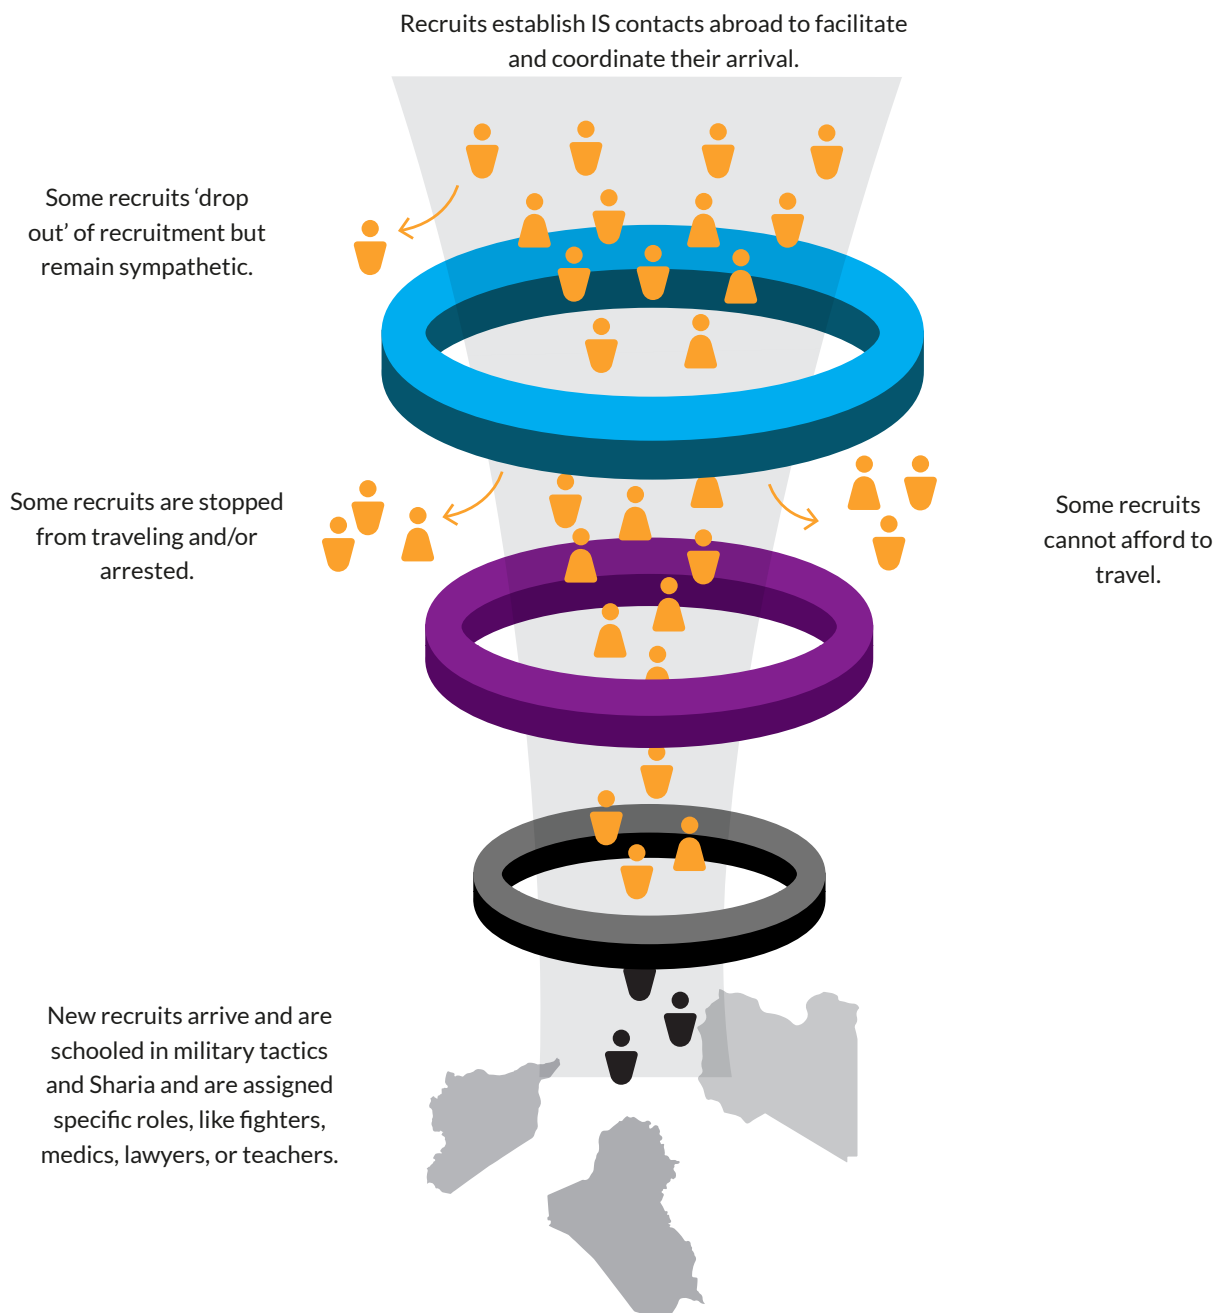 Recruits establish IS contacts abroad to facilitate
and coordinate their arrival.
Some recruits ‘drop
out’ of recruitment but
remain sympathetic.
Some recruits are stopped
from traveling and/or
arrested.
Some recruits
cannot afford to
travel.
New recruits arrive and are
schooled in military tactics
and Sharia and are assigned
specific roles, like fighters,
medics, lawyers, or teachers.